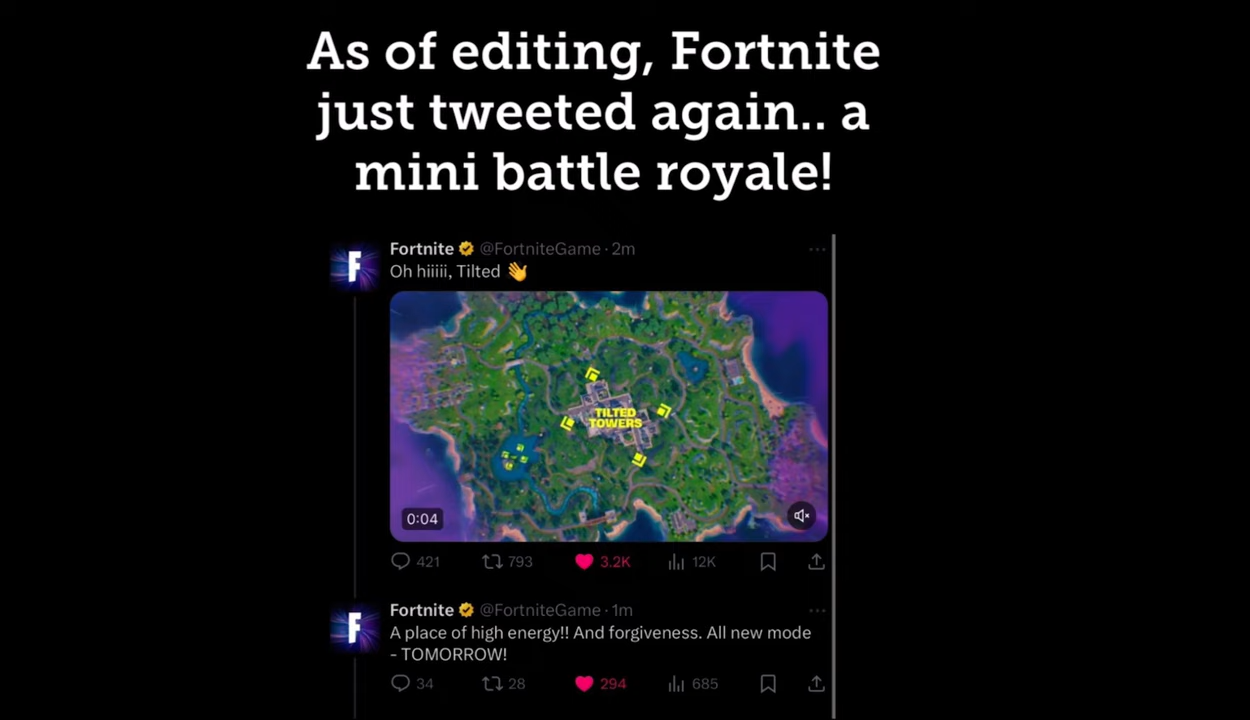 As of editing, Fortnite
just tweeted again.. a
mini battle royale!
Fortnite @FortniteGame · 2m
Oh hiiiii, Tilted 👋
TILTED
TOWERS
0:04
421 793 3.2K 12K
Fortnite @FortniteGame · 1m
A place of high energy!! And forgiveness. All new mode
- TOMORROW!
34 28 294 685